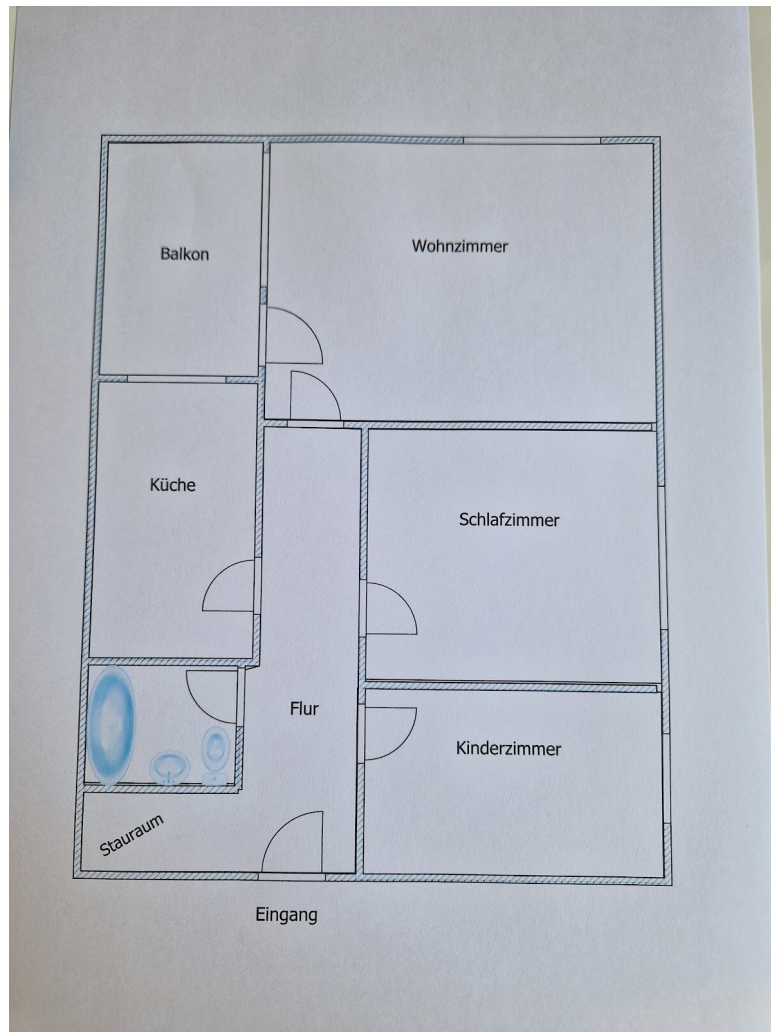 Wohnzimmer
Balkon
Küche
Schlafzimmer
Flur
Kinderzimmer
Stauraum
Eingang